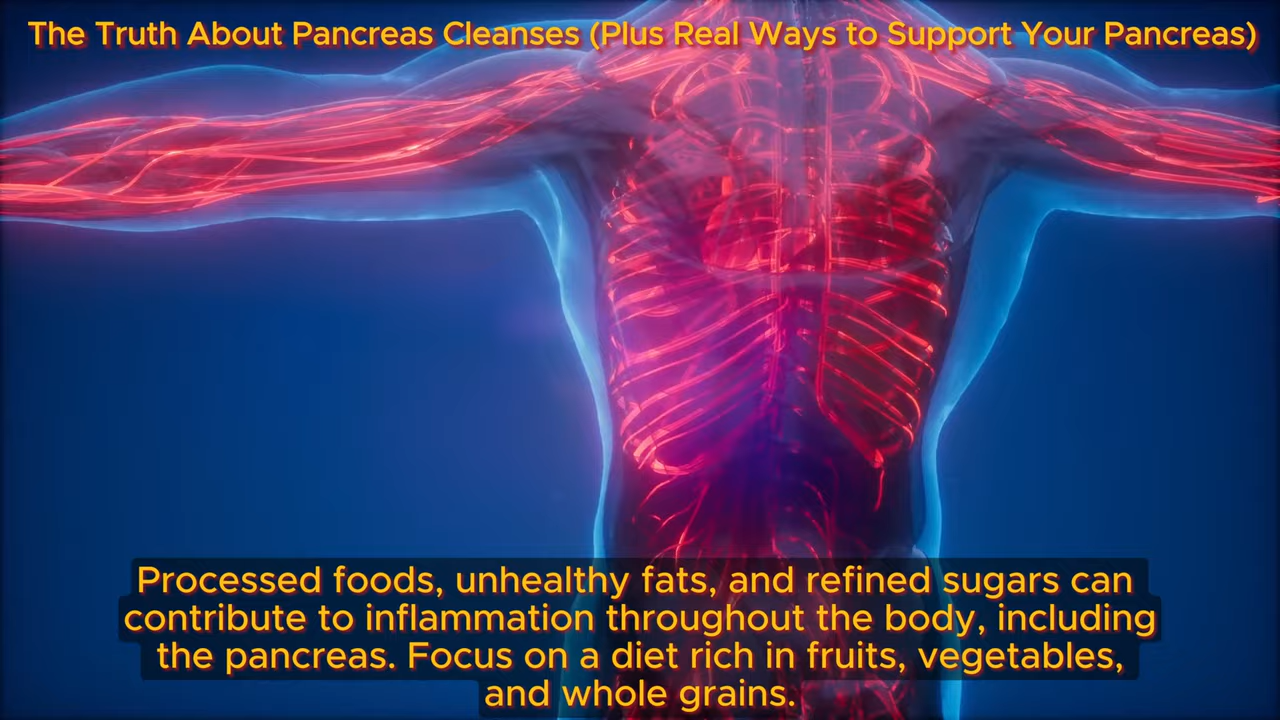 The Truth About Pancreas Cleanses (Plus Real Ways to Support Your Pancreas)
Processed foods, unhealthy fats, and refined sugars can
contribute to inflammation throughout the body, including
the pancreas. Focus on a diet rich in fruits, vegetables,
and whole grains.